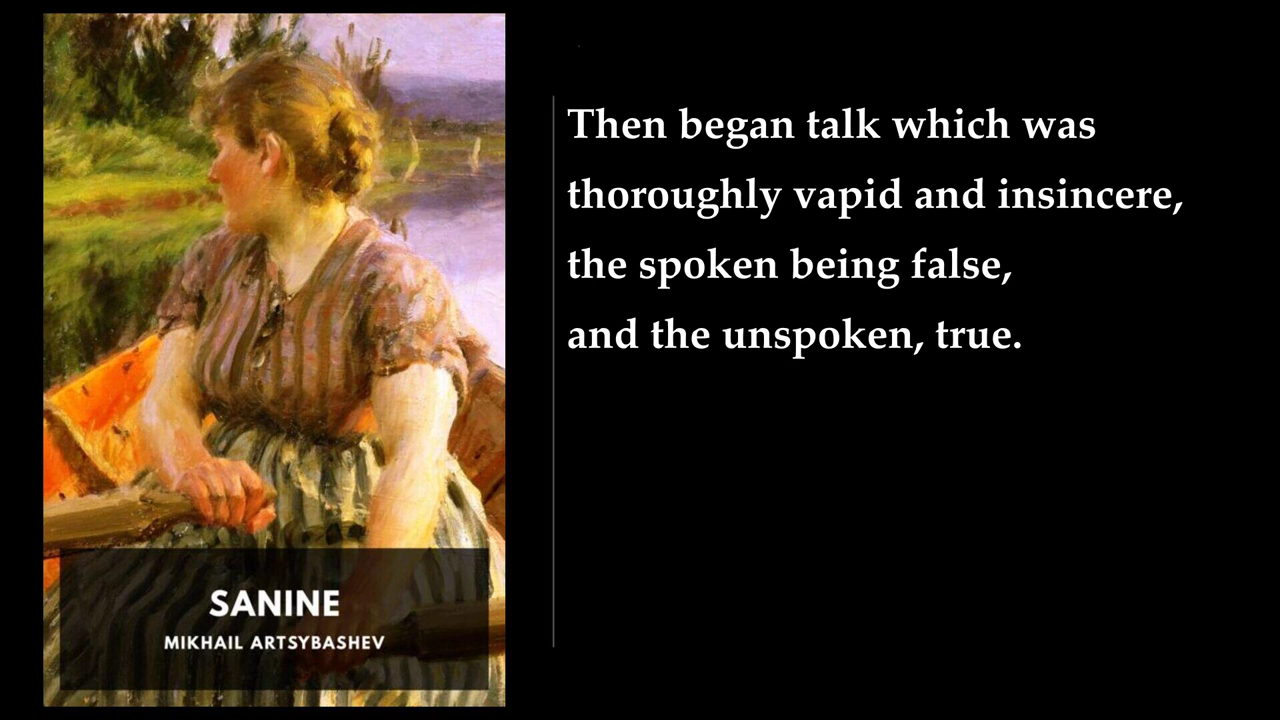 SANINE
MIKHAIL ARTSYBASHEV
Then began talk which was
thoroughly vapid and insincere,
the spoken being false,
and the unspoken, true.